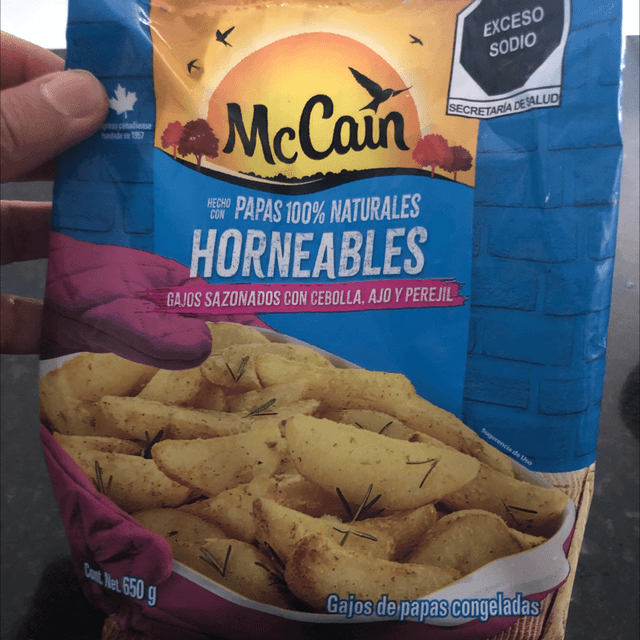 EXCESO
SODIO
SECRETARÍA DE SALUD
McCain
HECHO
CON
PAPAS 100% NATURALES
HORNEABLES
GAJOS SAZONADOS CON CEBOLLA, AJO Y PEREJIL
Sugerencia de Uso
Cont. Net. 650 g
Gajos de papas congeladas